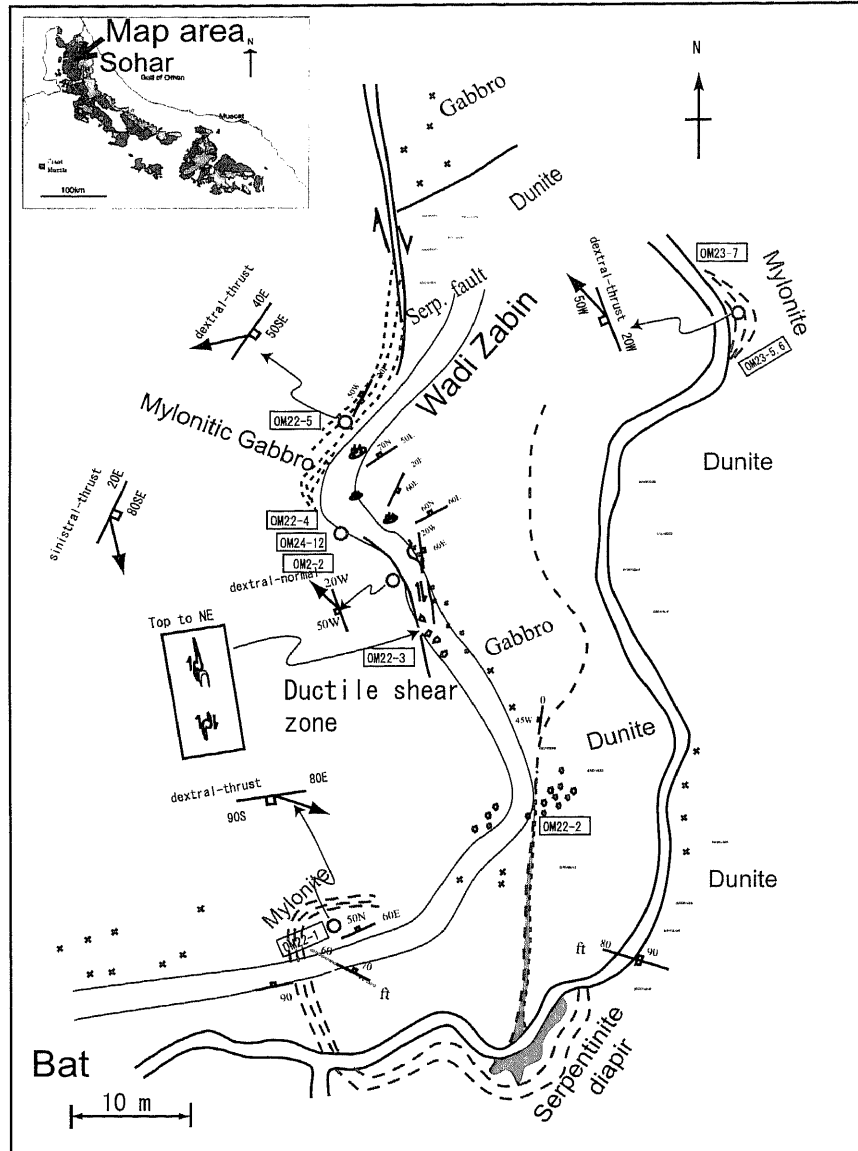 Map area
Sohar
N
Gulf of Oman
Muscat
100km
N
Gabbro
Dunite
Serp. fault
Wadi Zabin
dextral-thrust
40E
50SE
dextral-thrust
50W
20W
OM23-7
Mylonite
OM23-5,6
OM22-5
50W
Mylonitic Gabbro
70N
50E
20E
60E
60N
60E
20W
60E
Dunite
sinistral-thrust
20E
80SE
OM22-4
OM24-12
OM2-2
dextral-normal
20W
50W
Top to NE
OM22-3
Gabbro
Ductile shear
zone
0
45W
Dunite
dextral-thrust
80E
90S
OM22-2
Dunite
Mylonite
50N
60E
OM22-1
70
ft
90
ft
80
90
Bat
10 m
Serpentinite
diapir